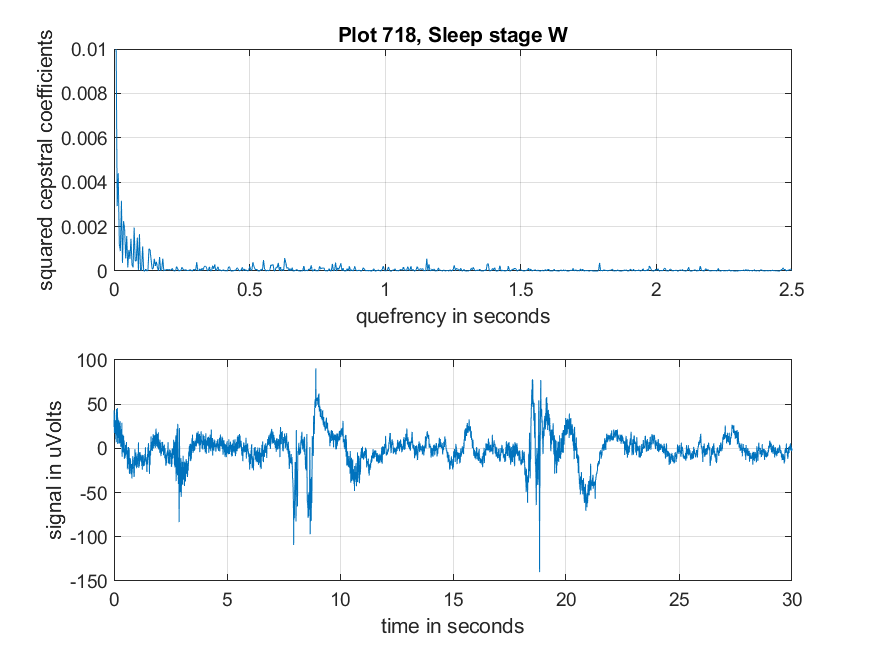 Plot 718, Sleep stage W
squared cepstral coefficients
0.01
0.008
0.006
0.004
0.002
0
0 0.5 1 1.5 2 2.5
quefrency in seconds
signal in uVolts
100
50
0
-50
-100
-150
0 5 10 15 20 25 30
time in seconds